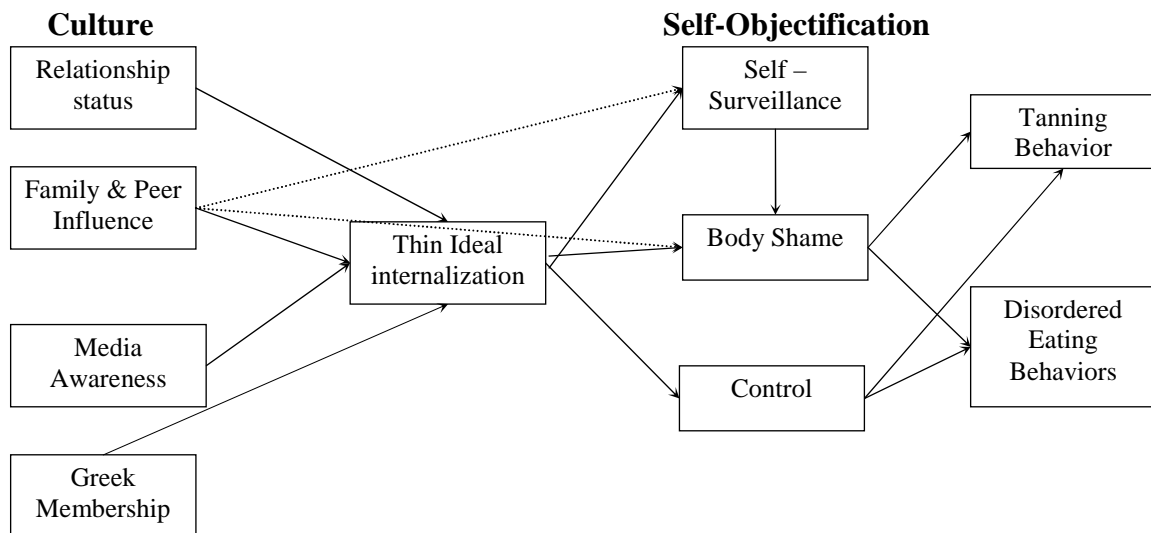 Culture
Self-Objectification
Relationship
status
Family & Peer
Influence
Media
Awareness
Greek
Membership
Thin Ideal
internalization
Self –
Surveillance
Body Shame
Control
Tanning
Behavior
Disordered
Eating
Behaviors